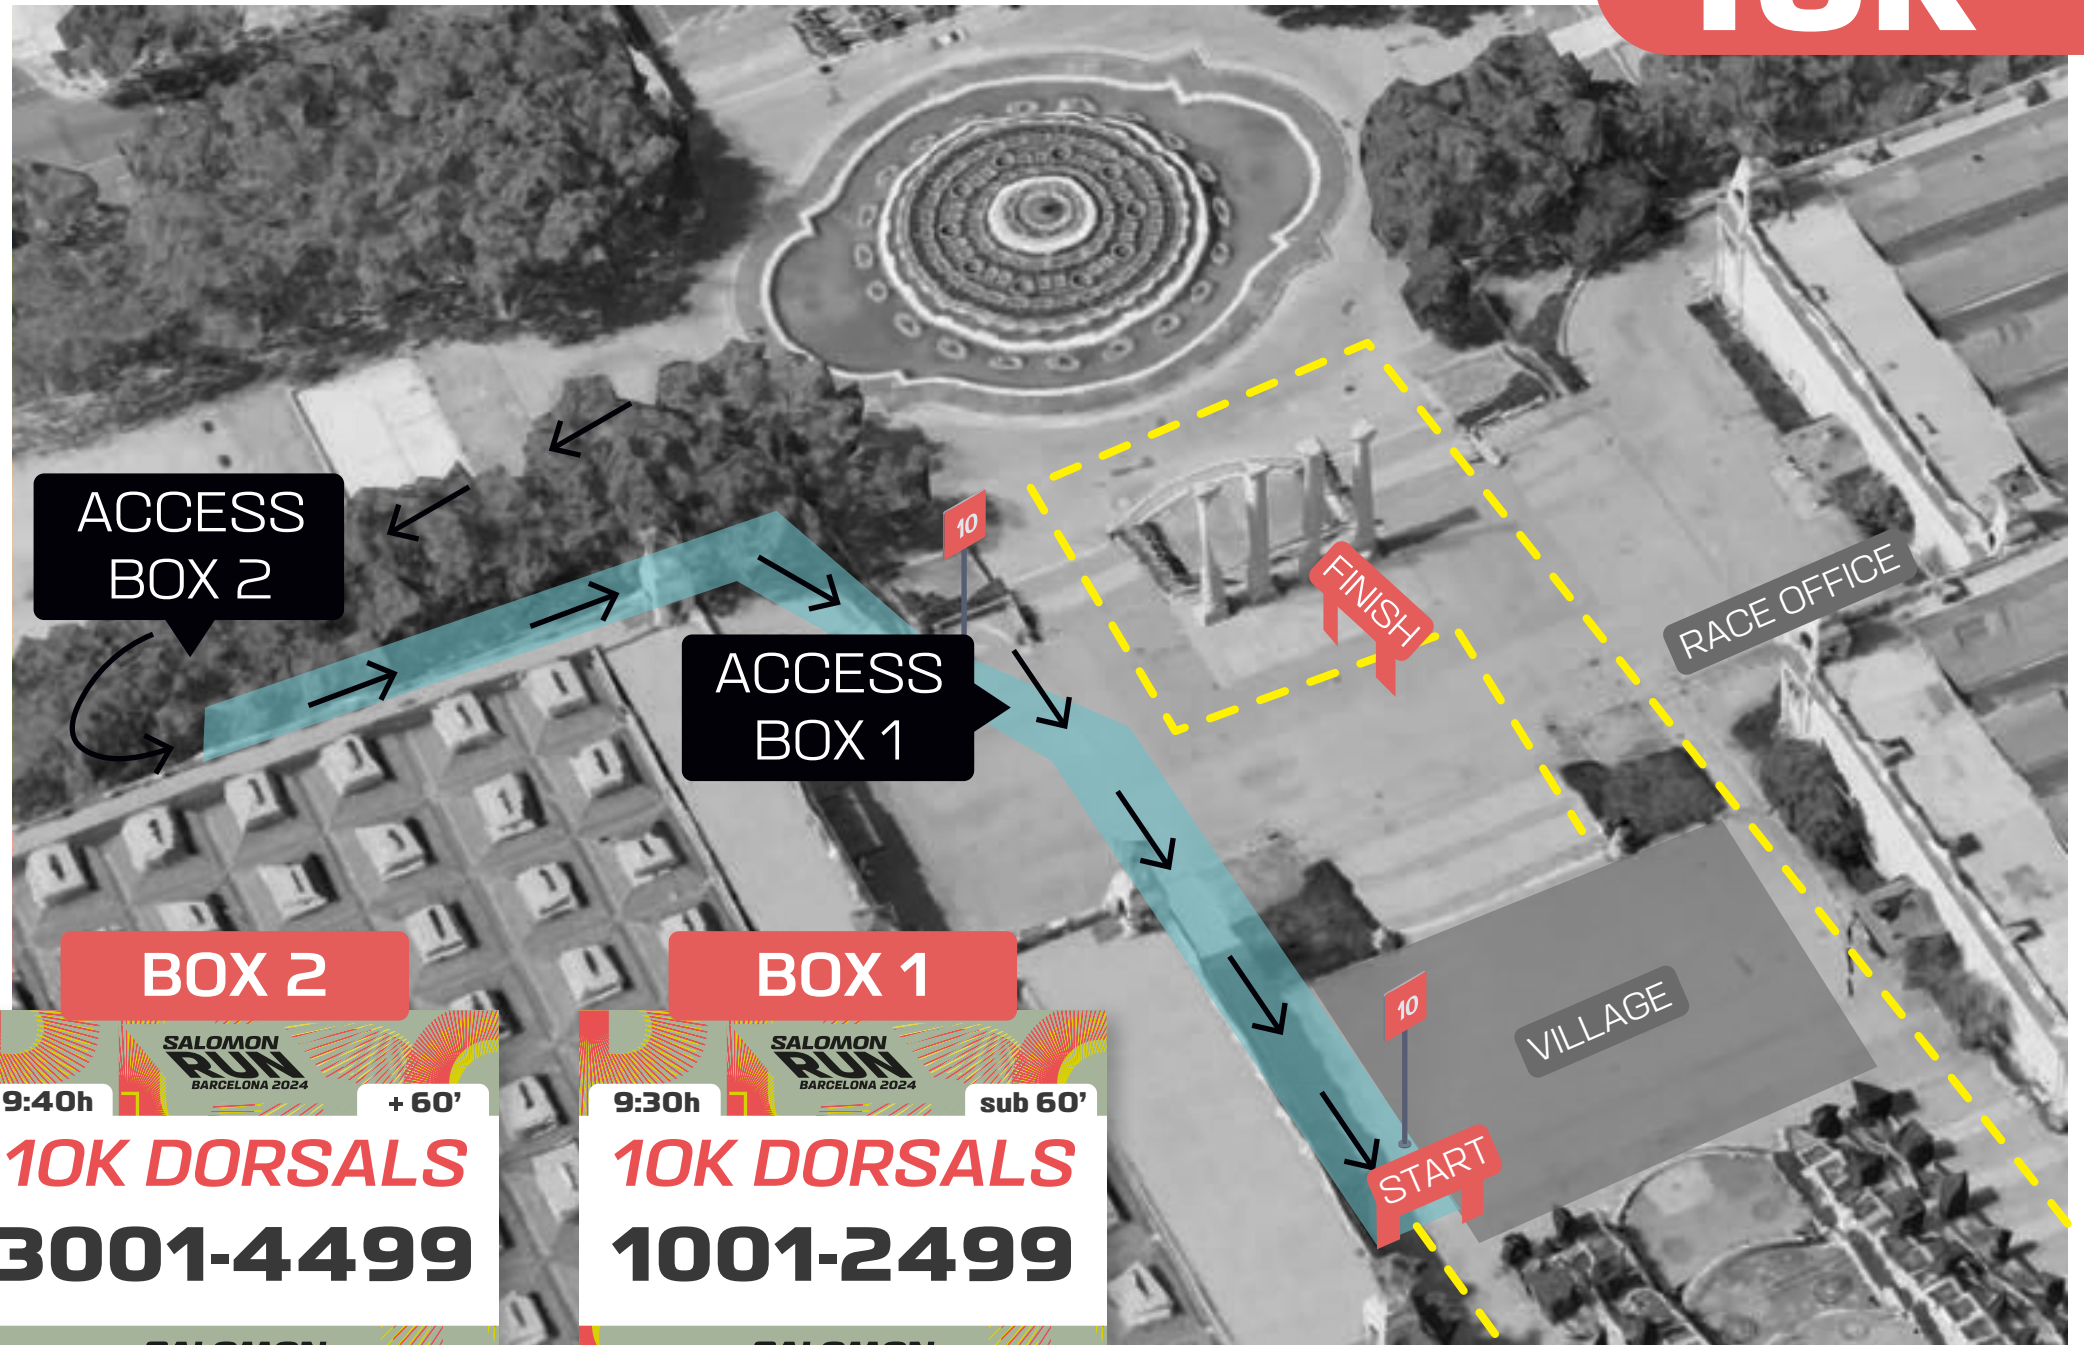 10K
ACCESS
BOX 2
10
FINISH
RACE OFFICE
ACCESS
BOX 1
BOX 2
SALOMON
RUN
BARCELONA 2024
9:40h
+ 60’
10K DORSALS
3001-4499
SALOMON
BOX 1
SALOMON
RUN
BARCELONA 2024
9:30h
sub 60’
10K DORSALS
1001-2499
SALOMON
10
VILLAGE
START